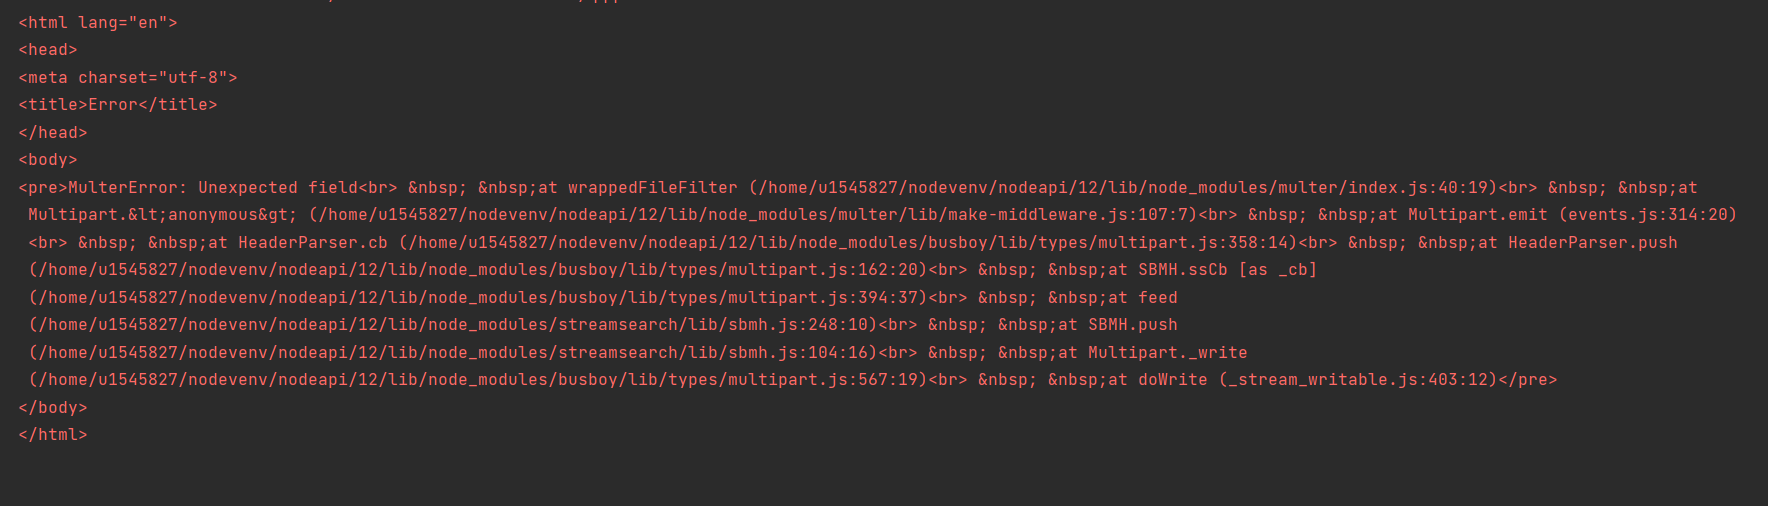 <html lang="en">
<head>
<meta charset="utf-8">
<title>Error</title>
</head>
<body>
<pre>MulterError: Unexpected field<br> &nbsp; &nbsp;at wrappedFileFilter (/home/u1545827/nodevenv/nodeapi/12/lib/node_modules/multer/index.js:40:19)<br> &nbsp; &nbsp;at
Multipart.&lt;anonymous&gt; (/home/u1545827/nodevenv/nodeapi/12/lib/node_modules/multer/lib/make-middleware.js:107:7)<br> &nbsp; &nbsp;at Multipart.emit (events.js:314:20)
<br> &nbsp; &nbsp;at HeaderParser.cb (/home/u1545827/nodevenv/nodeapi/12/lib/node_modules/busboy/lib/types/multipart.js:358:14)<br> &nbsp; &nbsp;at HeaderParser.push
(/home/u1545827/nodevenv/nodeapi/12/lib/node_modules/busboy/lib/types/multipart.js:162:20)<br> &nbsp; &nbsp;at SBMH.ssCb [as _cb]
(/home/u1545827/nodevenv/nodeapi/12/lib/node_modules/busboy/lib/types/multipart.js:394:37)<br> &nbsp; &nbsp;at feed
(/home/u1545827/nodevenv/nodeapi/12/lib/node_modules/streamsearch/lib/sbmh.js:248:10)<br> &nbsp; &nbsp;at SBMH.push
(/home/u1545827/nodevenv/nodeapi/12/lib/node_modules/streamsearch/lib/sbmh.js:104:16)<br> &nbsp; &nbsp;at Multipart._write
(/home/u1545827/nodevenv/nodeapi/12/lib/node_modules/busboy/lib/types/multipart.js:567:19)<br> &nbsp; &nbsp;at doWrite (_stream_writable.js:403:12)</pre>
</body>
</html>